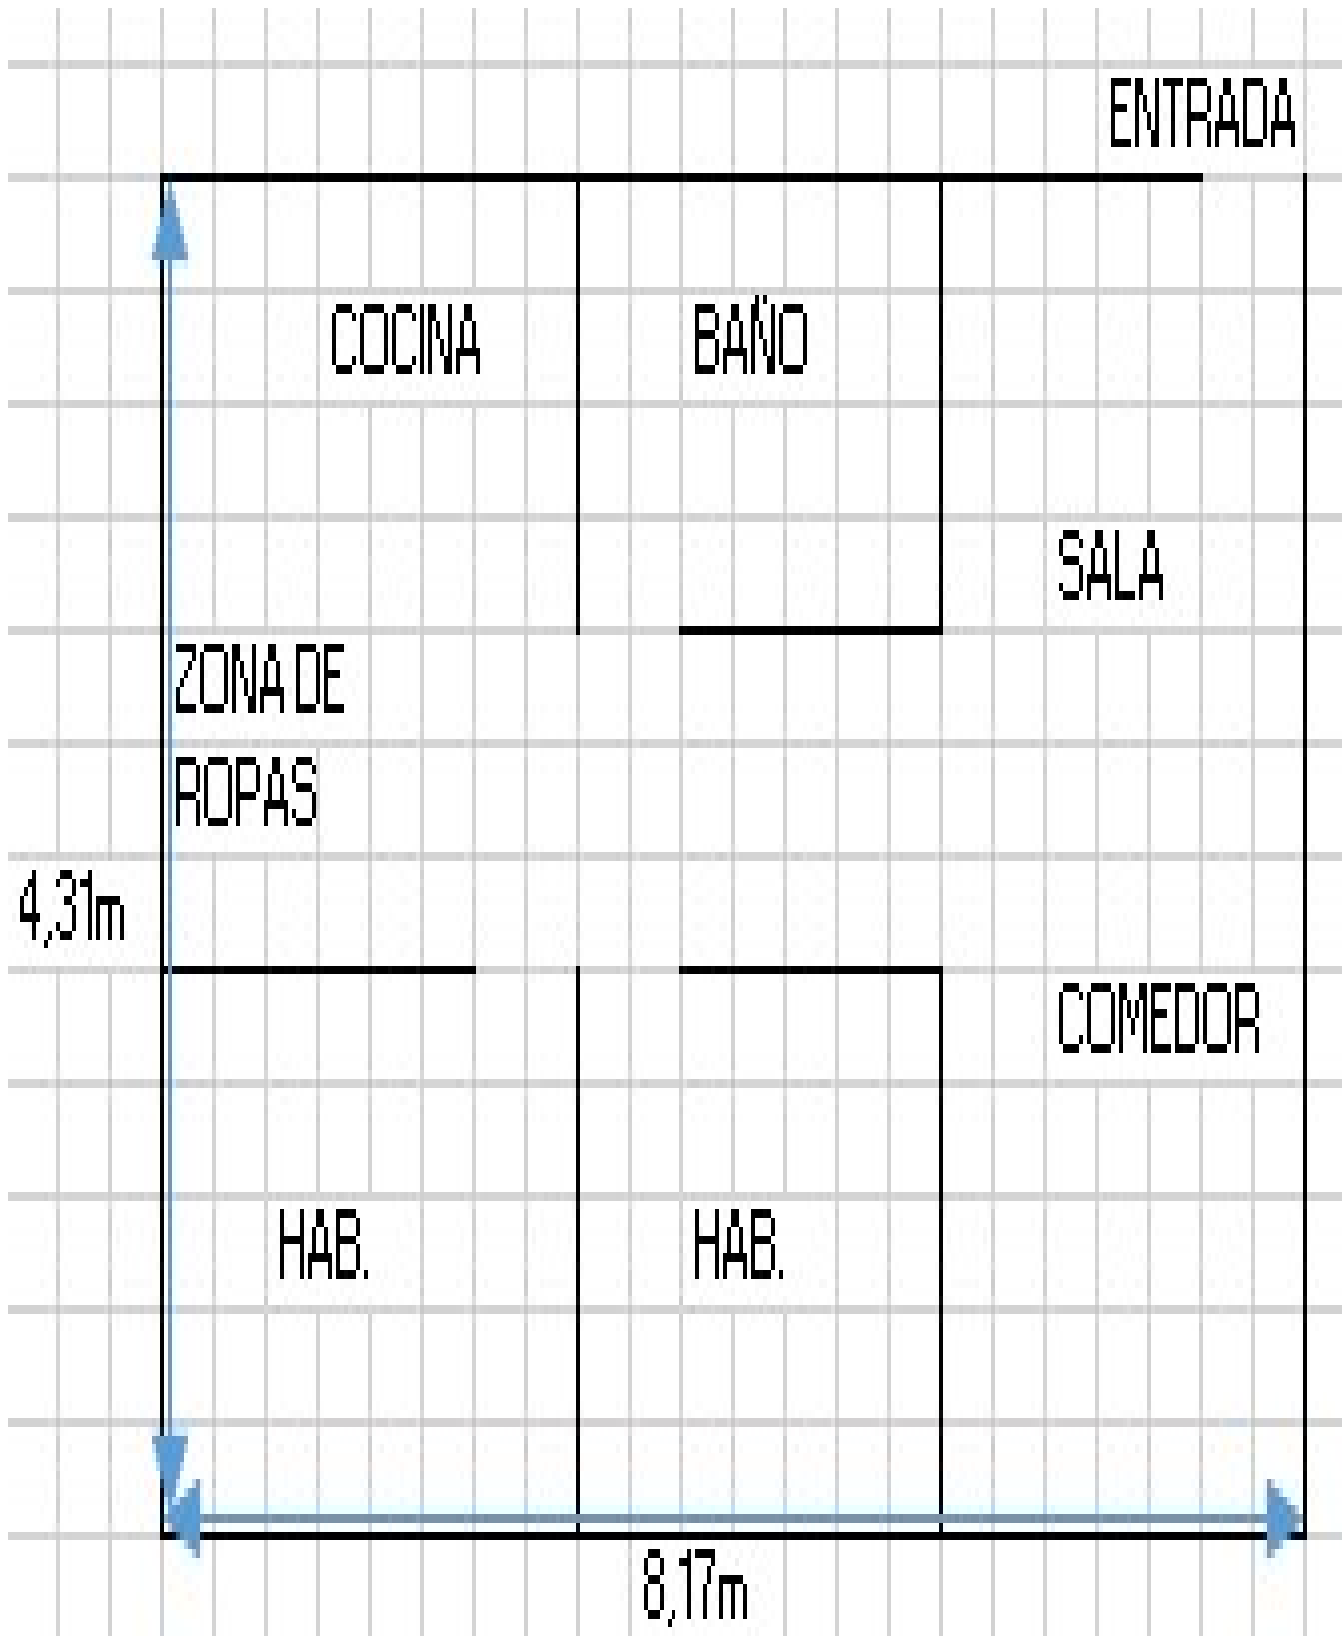 ENTRADA
COCINA
BAÑO
SALA
ZONA DE
ROPAS
4,31m
COMEDOR
HAB.
HAB.
8,17m